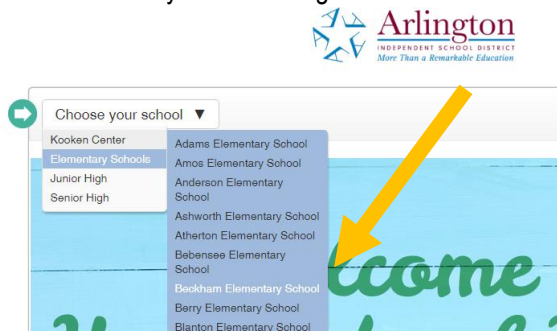 Arlington
INDEPENDENT SCHOOL DISTRICT
More Than a Remarkable Education
Choose your school ▼
Kooken Center
Elementary Schools
Junior High
Senior High
Adams Elementary School
Amos Elementary School
Anderson Elementary
School
Ashworth Elementary School
Atherton Elementary School
Bebensee Elementary
School
Beckham Elementary School
Berry Elementary School
Blanton Elementary School